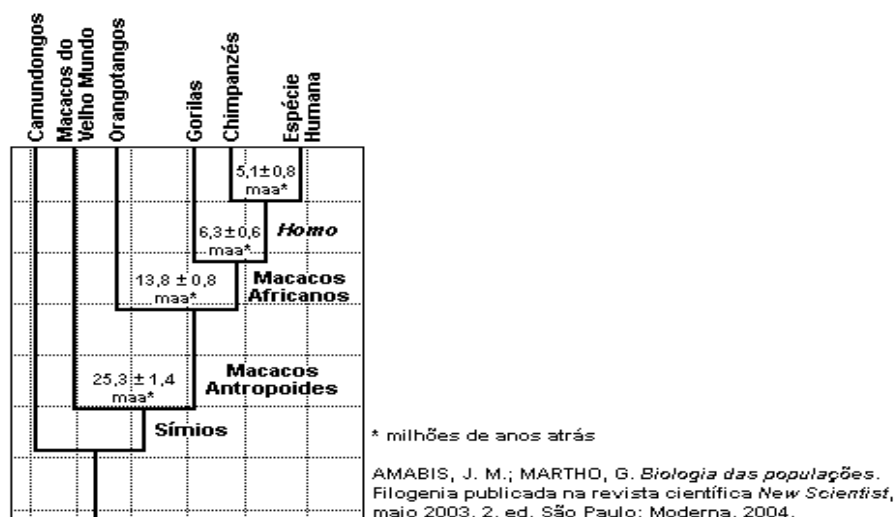 Camundongos
Macacos do
Velho Mundo
Orangotangos
Gorilas
Chimpanzés
Espécie
Humana
5,1±0,8
maa*
6,3±0,6
maa*
Homo
13,8 ± 0,8
maa*
Macacos
Africanos
25,3 ± 1,4
maa*
Macacos
Antropoides
Símios
* milhões de anos atrás
AMABIS, J. M.; MARTHO, G. Biologia das populações.
Filogenia publicada na revista científica New Scientist,
maio 2003. 2. ed. São Paulo: Moderna, 2004.